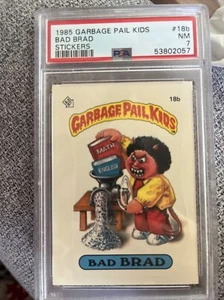 1985 GARBAGE PAIL KIDS #18b
BAD BRAD NM
STICKERS PSA 7
53802057
18b
GARBAGE PAIL KIDS
MATH
ENGLISH
BAD BRAD